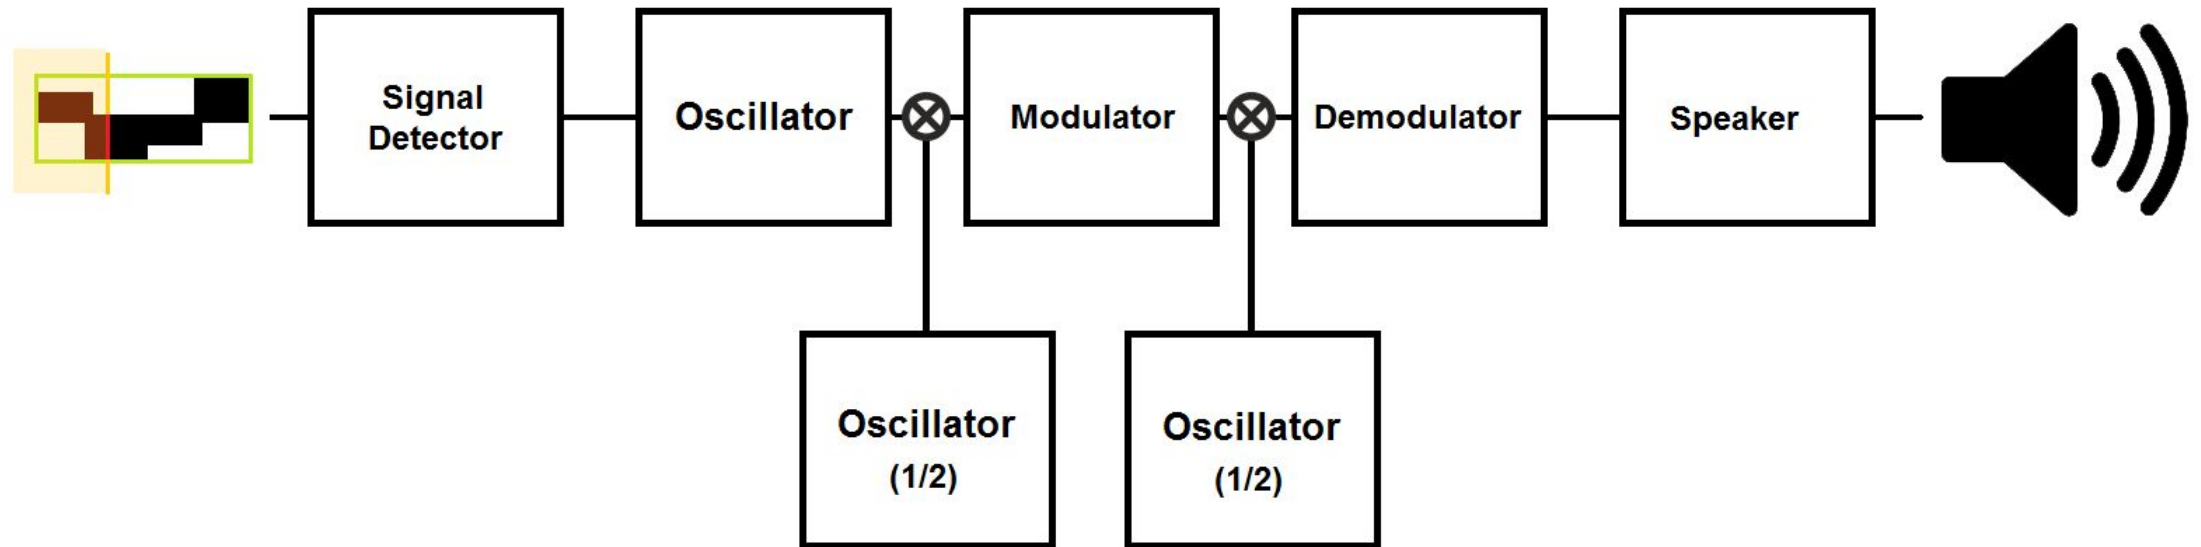 Signal
Detector
Oscillator
Modulator
Demodulator
Speaker
Oscillator
(1/2)
Oscillator
(1/2)